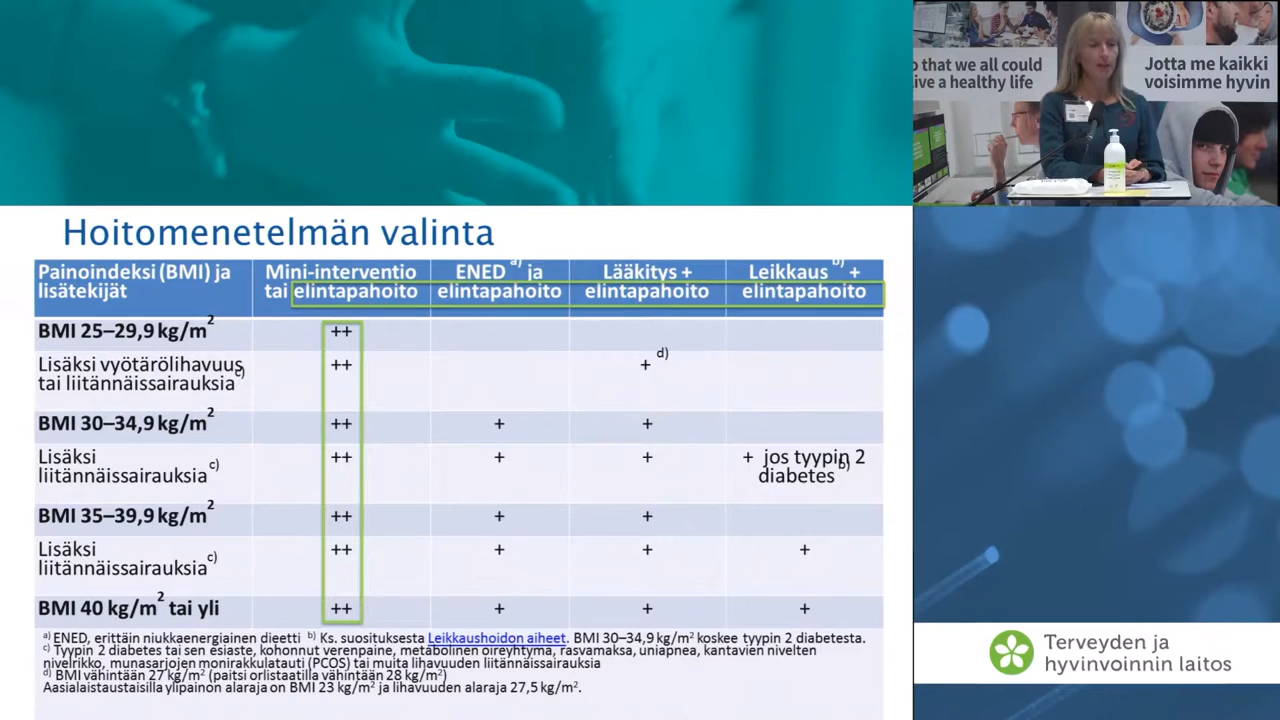 o that we all could
ive a healthy life
Jotta me kaikki
voisimme hyvin
Hoitomenetelmän valinta
Painoindeksi (BMI) ja lisätekijät
Mini-interventio tai elintapahoito
ENED a) ja elintapahoito
Lääkitys + elintapahoito
Leikkaus b) + elintapahoito
BMI 25–29,9 kg/m2 ++
Lisäksi vyötärölihavuus tai liitännäissairauksia c) ++ + d)
BMI 30–34,9 kg/m2 ++ + +
Lisäksi liitännäissairauksia c) ++ + + + jos tyypin 2 diabetes b)
BMI 35–39,9 kg/m2 ++ + +
Lisäksi liitännäissairauksia c) ++ + + +
BMI 40 kg/m2 tai yli ++ + + +
a) ENED, erittäin niukkaenergiainen dieetti b) Ks. suosituksesta Leikkaushoidon aiheet. BMI 30–34,9 kg/m2 koskee tyypin 2 diabetesta.
c) Tyypin 2 diabetes tai sen esiaste, kohonnut verenpaine, metabolinen oireyhtymä, rasvamaksa, uniapnea, kantavien nivelten
nivelrikko, munasarjojen monirakkulatauti (PCOS) tai muita lihavuuden liitännäissairauksia
d) BMI vähintään 27 kg/m2 (paitsi orlistaatilla vähintään 28 kg/m2)
Aasialaistaustaisilla ylipainon alaraja on BMI 23 kg/m2 ja lihavuuden alaraja 27,5 kg/m2.
Terveyden ja
hyvinvoinnin laitos